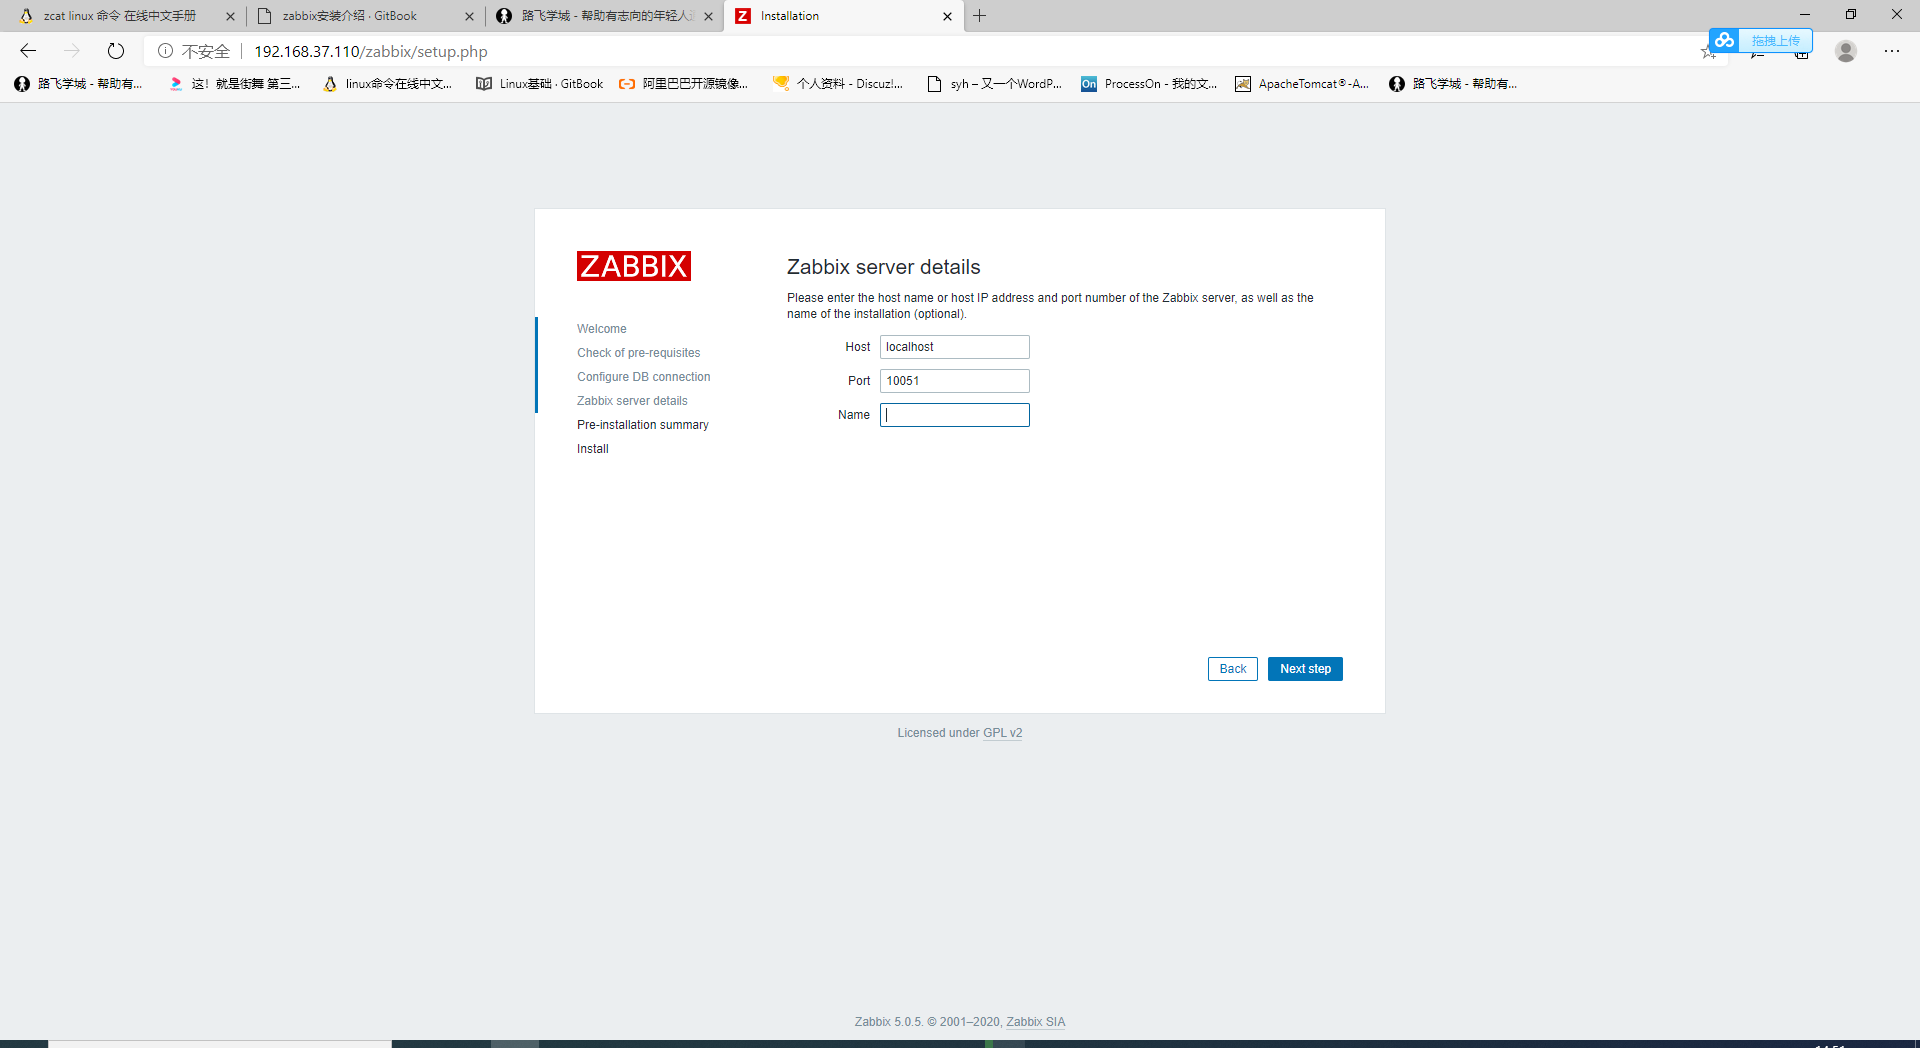 zcat linux 命令 在线中文手册
zabbix安装介绍 · GitBook
路飞学城 - 帮助有志向的年轻人
Installation
不安全
192.168.37.110/zabbix/setup.php
拖拽上传
路飞学城 - 帮助有...
这！就是街舞 第三...
linux命令在线中文...
Linux基础 · GitBook
阿里巴巴开源镜像...
个人资料 - Discuz!...
syh – 又一个WordP...
On
ProcessOn - 我的文...
ApacheTomcat®-A...
路飞学城 - 帮助有...
ZABBIX
Welcome
Check of pre-requisites
Configure DB connection
Zabbix server details
Pre-installation summary
Install
Zabbix server details
Please enter the host name or host IP address and port number of the Zabbix server, as well as the
name of the installation (optional).
Host
localhost
Port
10051
Name
Back
Next step
Licensed under GPL v2
Zabbix 5.0.5. © 2001–2020, Zabbix SIA